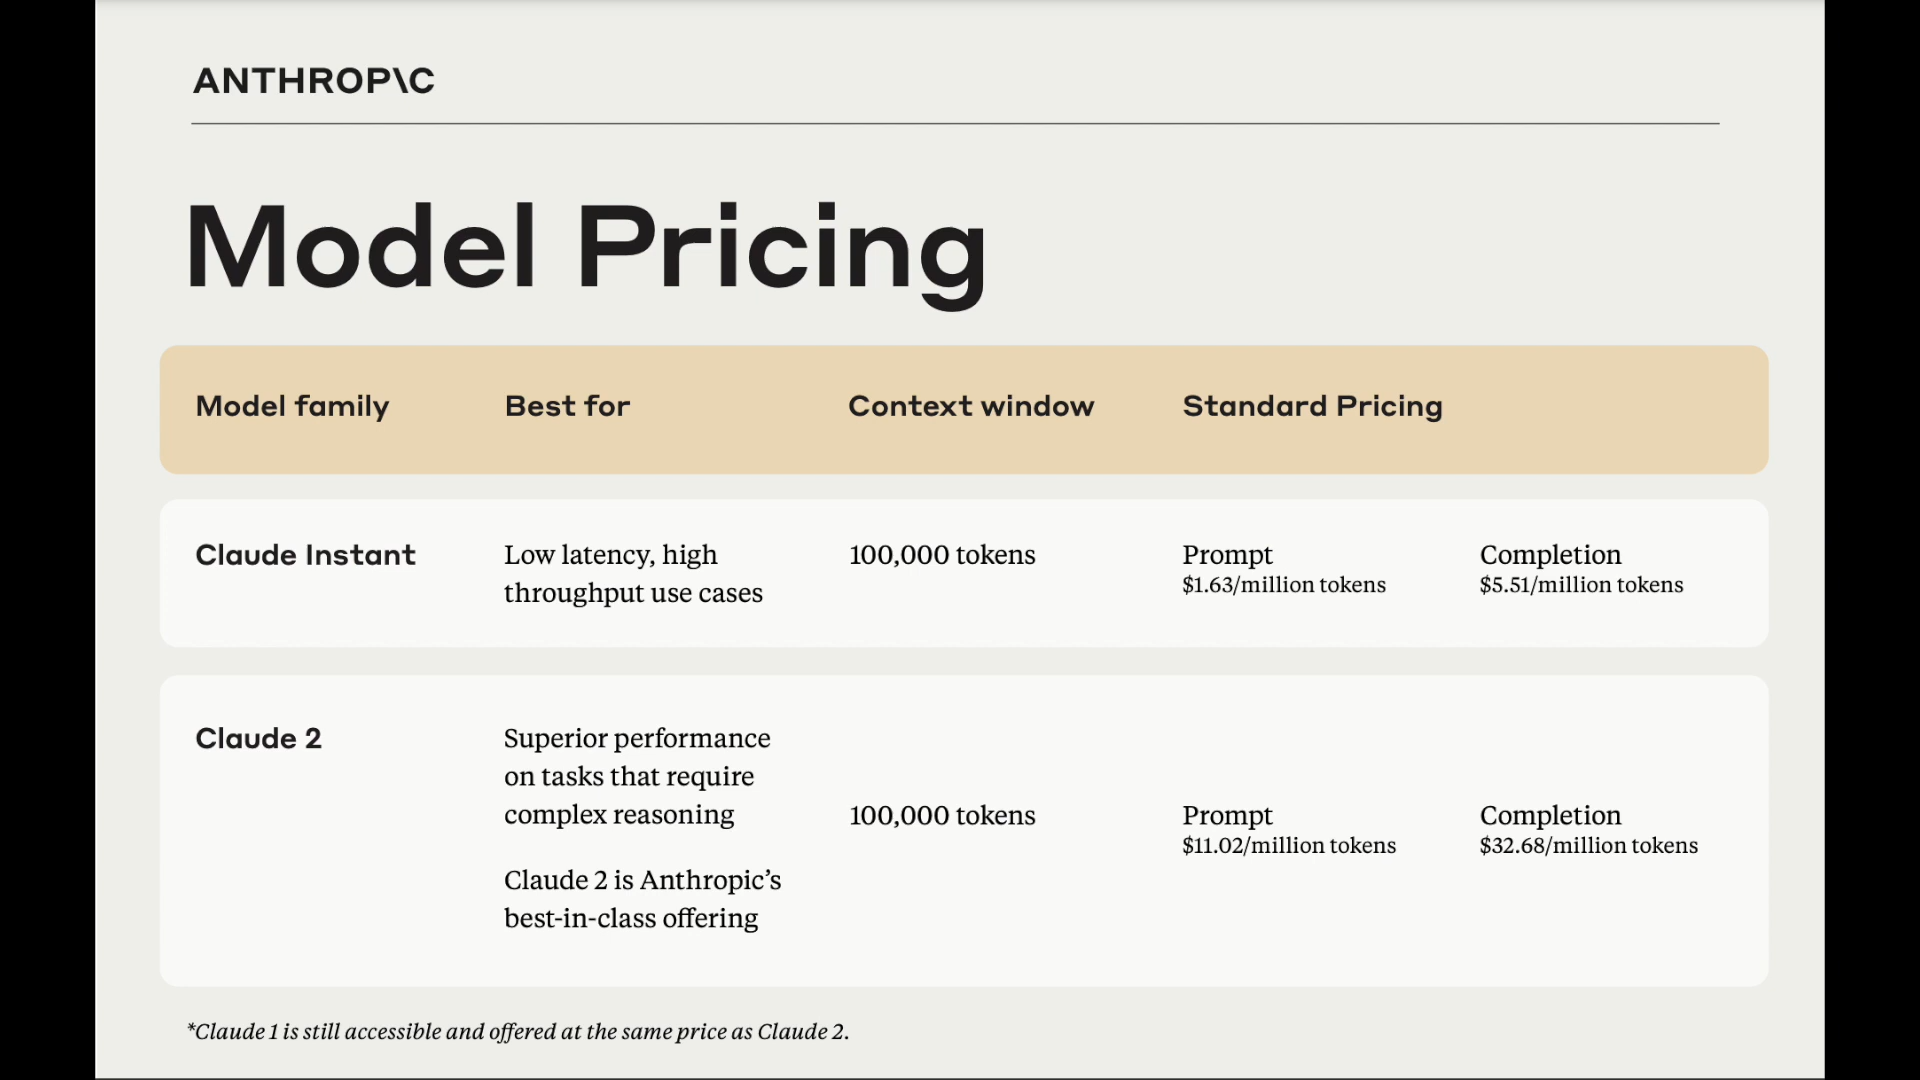 ANTHROP\C
Model Pricing
Model family Best for Context window Standard Pricing
Claude Instant
Low latency, high
throughput use cases
100,000 tokens
Prompt
$1.63/million tokens
Completion
$5.51/million tokens
Claude 2
Superior performance
on tasks that require
complex reasoning
Claude 2 is Anthropic’s
best-in-class offering
100,000 tokens
Prompt
$11.02/million tokens
Completion
$32.68/million tokens
*Claude 1 is still accessible and offered at the same price as Claude 2.